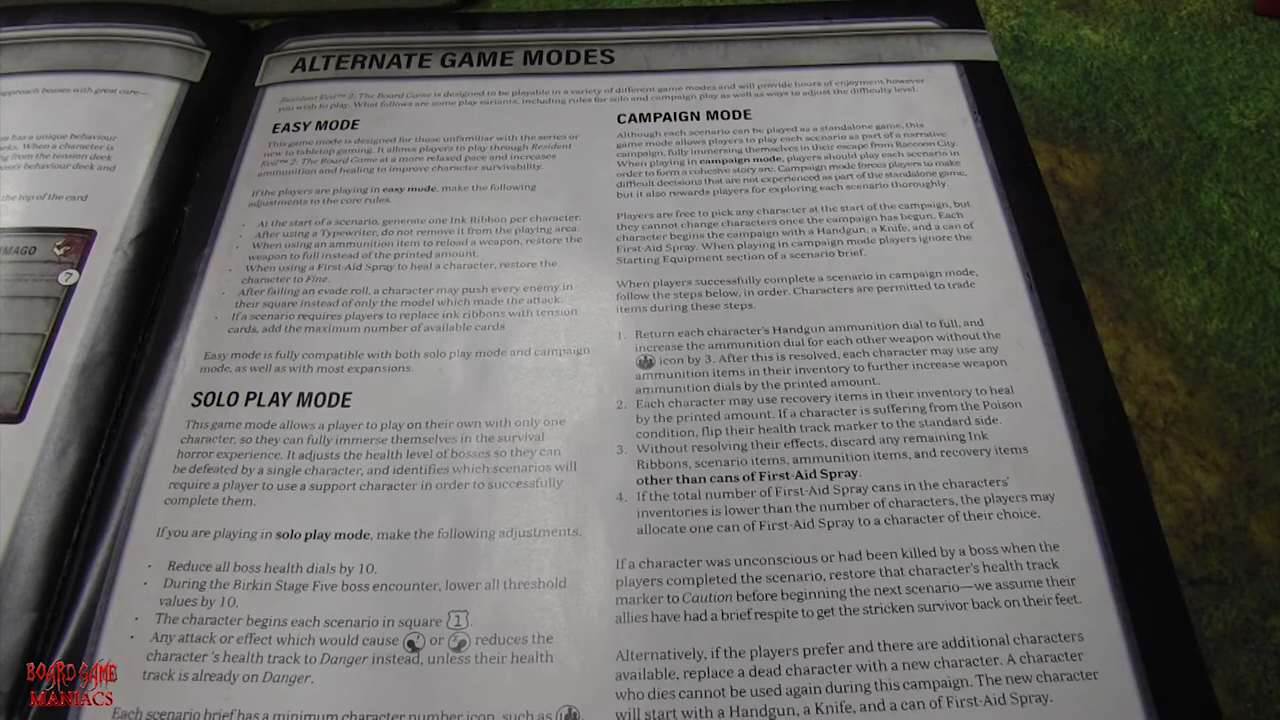 approach bosses with great care—
has a unique behaviour
When a character is
from the tension deck
behaviour deck and
the top of the card
IMAGO
7
ALTERNATE GAME MODES
Resident Evil™ 2: The Board Game is designed to be playable in a variety of different game modes and will provide hours of enjoyment however
you wish to play. What follows are some play variants, including rules for solo and campaign play as well as ways to adjust the difficulty level.
EASY MODE
This game mode is designed for those unfamiliar with the series or
new to tabletop gaming. It allows players to play through Resident
Evil™ 2: The Board Game at a more relaxed pace and increases
ammunition and healing to improve character survivability.
If the players are playing in easy mode, make the following
adjustments to the core rules.
· At the start of a scenario, generate one Ink Ribbon per character.
· After using a Typewriter, do not remove it from the playing area.
· When using an ammunition item to reload a weapon, restore the
weapon to full instead of the printed amount.
· When using a First-Aid Spray to heal a character, restore the
character to Fine.
· After failing an evade roll, a character may push every enemy in
their square instead of only the model which made the attack.
· If a scenario requires players to replace ink ribbons with tension
cards, add the maximum number of available cards
Easy mode is fully compatible with both solo play mode and campaign
mode, as well as with most expansions.
SOLO PLAY MODE
This game mode allows a player to play on their own with only one
character, so they can fully immerse themselves in the survival
horror experience. It adjusts the health level of bosses so they can
be defeated by a single character, and identifies which scenarios will
require a player to use a support character in order to successfully
complete them.
If you are playing in solo play mode, make the following adjustments.
· Reduce all boss health dials by 10.
· During the Birkin Stage Five boss encounter, lower all threshold
values by 10.
· The character begins each scenario in square 1.
· Any attack or effect which would cause or reduces the
character's health track to Danger instead, unless their health
track is already on Danger.
Each scenario brief has a minimum character number icon, such as
CAMPAIGN MODE
Although each scenario can be played as a standalone game, this
game mode allows players to play each scenario as part of a narrative
campaign, fully immersing themselves in their escape from Raccoon City.
When playing in campaign mode, players should play each scenario in
order to form a cohesive story arc. Campaign mode forces players to make
difficult decisions that are not experienced as part of the standalone game,
but it also rewards players for exploring each scenario thoroughly.
Players are free to pick any character at the start of the campaign, but
they cannot change characters once the campaign has begun. Each
character begins the campaign with a Handgun, a Knife, and a can of
First-Aid Spray. When playing in campaign mode players ignore the
Starting Equipment section of a scenario brief.
When players successfully complete a scenario in campaign mode,
follow the steps below, in order. Characters are permitted to trade
items during these steps.
1. Return each character's Handgun ammunition dial to full, and
increase the ammunition dial for each other weapon without the
icon by 3. After this is resolved, each character may use any
ammunition items in their inventory to further increase weapon
ammunition dials by the printed amount.
2. Each character may use recovery items in their inventory to heal
by the printed amount. If a character is suffering from the Poison
condition, flip their health track marker to the standard side.
3. Without resolving their effects, discard any remaining Ink
Ribbons, scenario items, ammunition items, and recovery items
other than cans of First-Aid Spray.
4. If the total number of First-Aid Spray cans in the characters'
inventories is lower than the number of characters, the players may
allocate one can of First-Aid Spray to a character of their choice.
If a character was unconscious or had been killed by a boss when the
players completed the scenario, restore that character's health track
marker to Caution before beginning the next scenario—we assume their
allies have had a brief respite to get the stricken survivor back on their feet.
Alternatively, if the players prefer and there are additional characters
available, replace a dead character with a new character. A character
who dies cannot be used again during this campaign. The new character
will start with a Handgun, a Knife, and a can of First-Aid Spray.
BOARD GAME
MANIACS